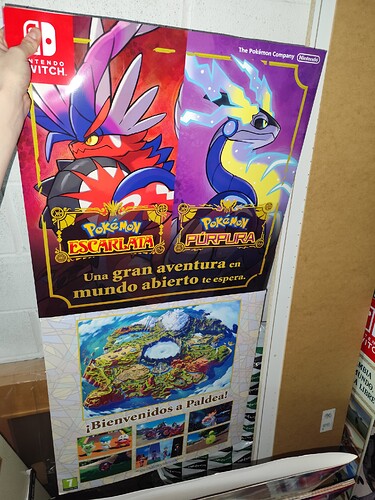 NINTENDO
SWITCH
The Pokémon Company
Nintendo
POKÉMON
ESCARLATA
POKÉMON
PÚRPURA
Una gran aventura en
mundo abierto te espera.
¡Bienvenidos a Paldea!
7